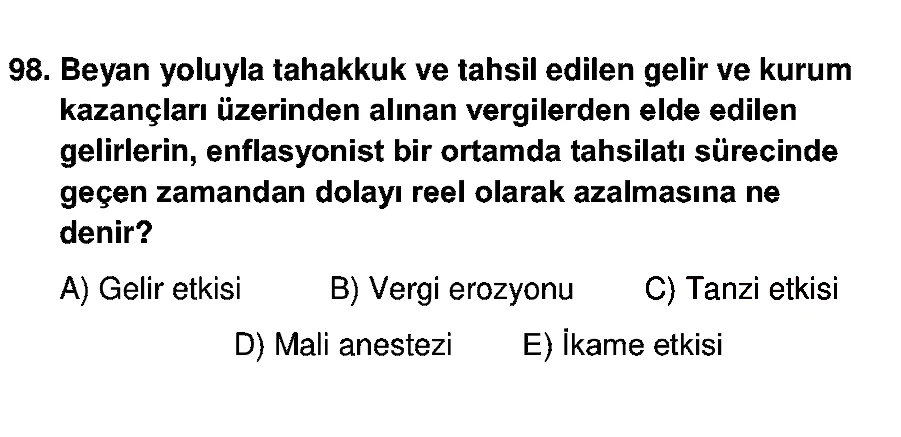 98. Beyan yoluyla tahakkuk ve tahsil edilen gelir ve kurum
kazançları üzerinden alınan vergilerden elde edilen
gelirlerin, enflasyonist bir ortamda tahsilatı sürecinde
geçen zamandan dolayı reel olarak azalmasına ne
denir?
A) Gelir etkisi B) Vergi erozyonu C) Tanzi etkisi
D) Mali anestezi E) İkame etkisi